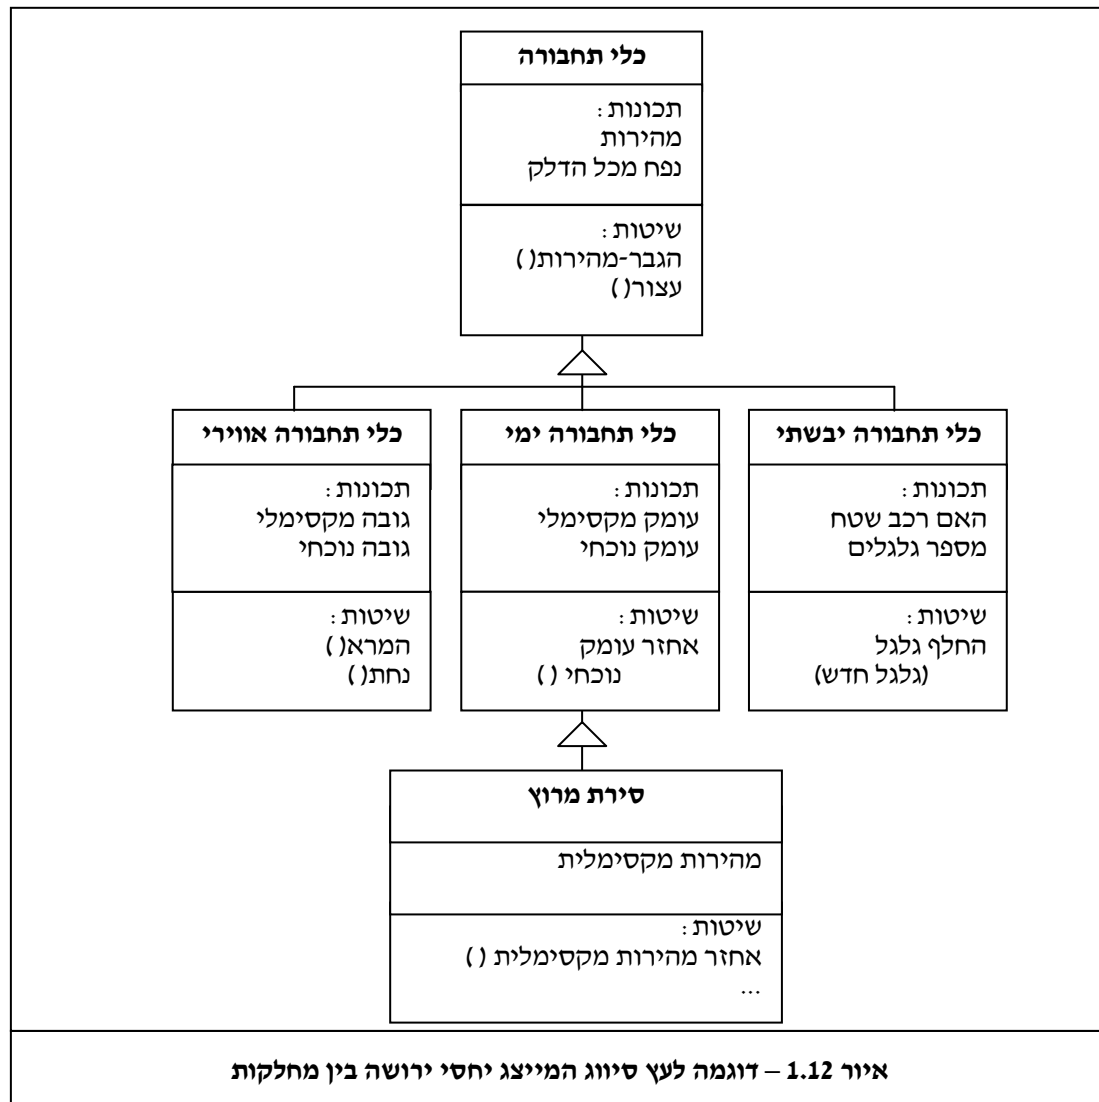 כלי תחבורה
תכונות:
מהירות
נפח מכל הדלק
שיטות:
הגבר-מהירות()
עצור()
כלי תחבורה יבשתי
תכונות:
האם רכב שטח
מספר גלגלים
שיטות:
החלף גלגל
(גלגל חדש)
כלי תחבורה ימי
תכונות:
עומק מקסימלי
עומק נוכחי
שיטות:
אחזר עומק
נוכחי ()
כלי תחבורה אווירי
תכונות:
גובה מקסימלי
גובה נוכחי
שיטות:
המרא()
נחת()
סירת מרוץ
מהירות מקסימלית
שיטות:
אחזר מהירות מקסימלית ()
...
איור 1.12 – דוגמה לעץ סיווג המייצג יחסי ירושה בין מחלקות